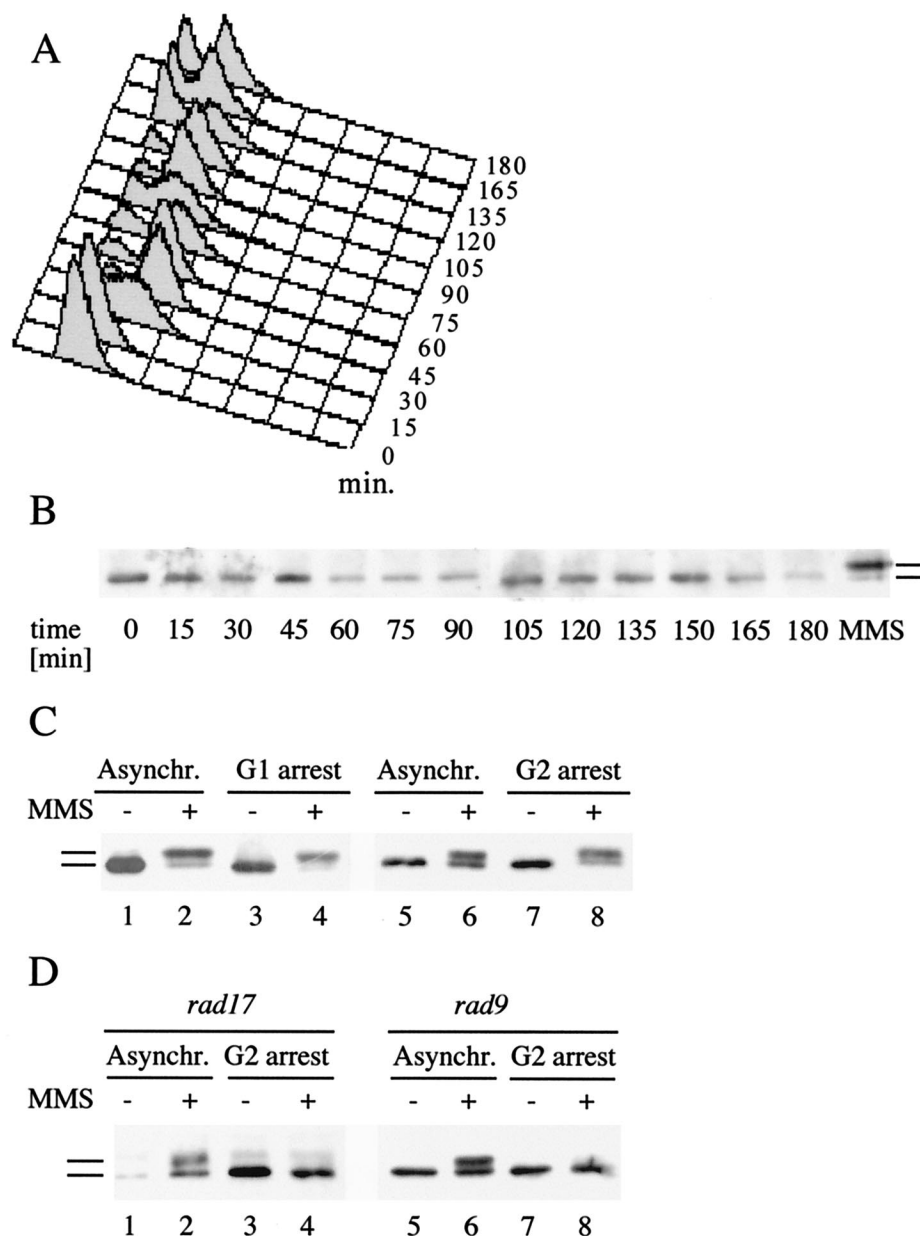 A
180
165
135
120
105
90
75
60
45
30
15
0
min.
B
time 0 15 30 45 60 75 90 105 120 135 150 165 180 MMS
[min]
C
Asynchr. G1 arrest Asynchr. G2 arrest
MMS - + - + - + - +
1 2 3 4 5 6 7 8
D
rad17 rad9
Asynchr. G2 arrest Asynchr. G2 arrest
MMS - + - + - + - +
1 2 3 4 5 6 7 8